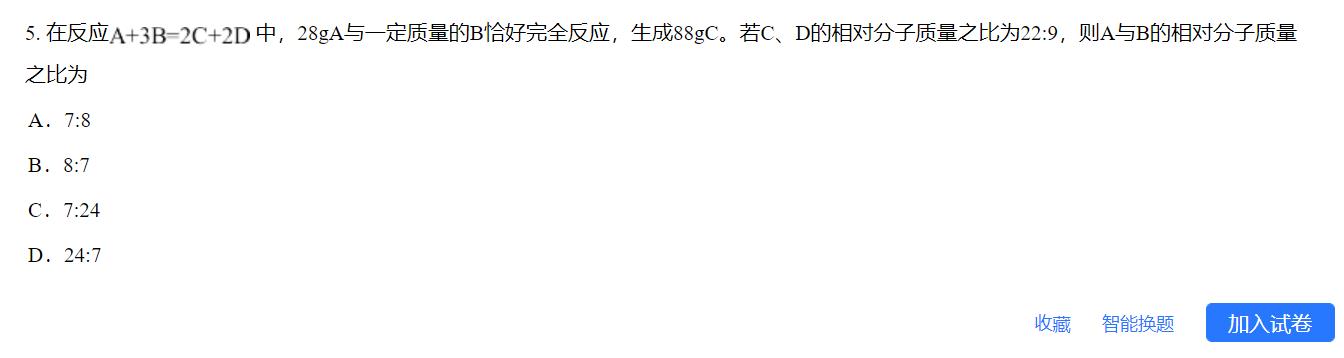 5. 在反应A+3B=2C+2D中，28gA与一定质量的B恰好完全反应，生成88gC。若C、D的相对分子质量之比为22:9，则A与B的相对分子质量
之比为
A．7:8
B．8:7
C．7:24
D．24:7
收藏 智能换题 加入试卷